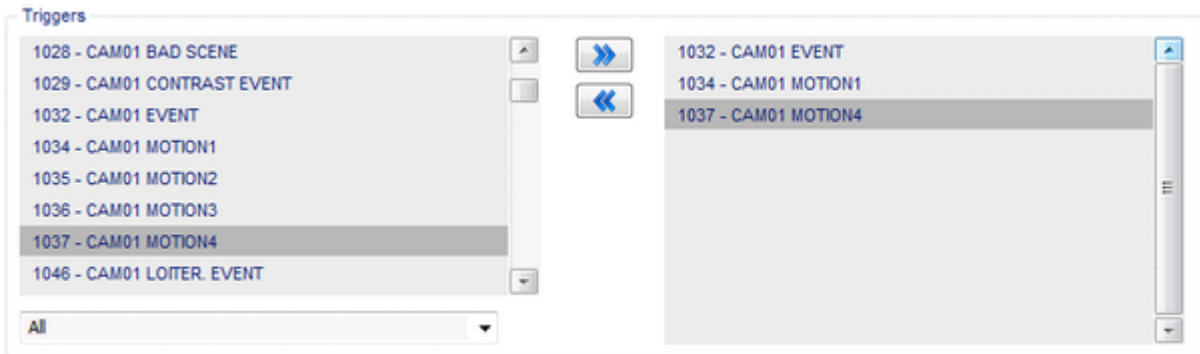 Triggers
1028 - CAM01 BAD SCENE
1029 - CAM01 CONTRAST EVENT
1032 - CAM01 EVENT
1034 - CAM01 MOTION1
1035 - CAM01 MOTION2
1036 - CAM01 MOTION3
1037 - CAM01 MOTION4
1046 - CAM01 LOITER. EVENT
All
1032 - CAM01 EVENT
1034 - CAM01 MOTION1
1037 - CAM01 MOTION4